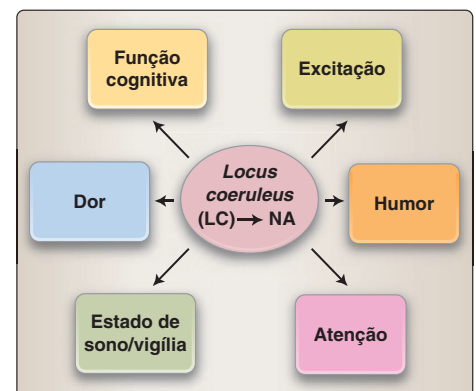 Função
cognitiva
Excitação
Locus
coeruleus
(LC)→ NA
Dor
Humor
Estado de
sono/vigília
Atenção